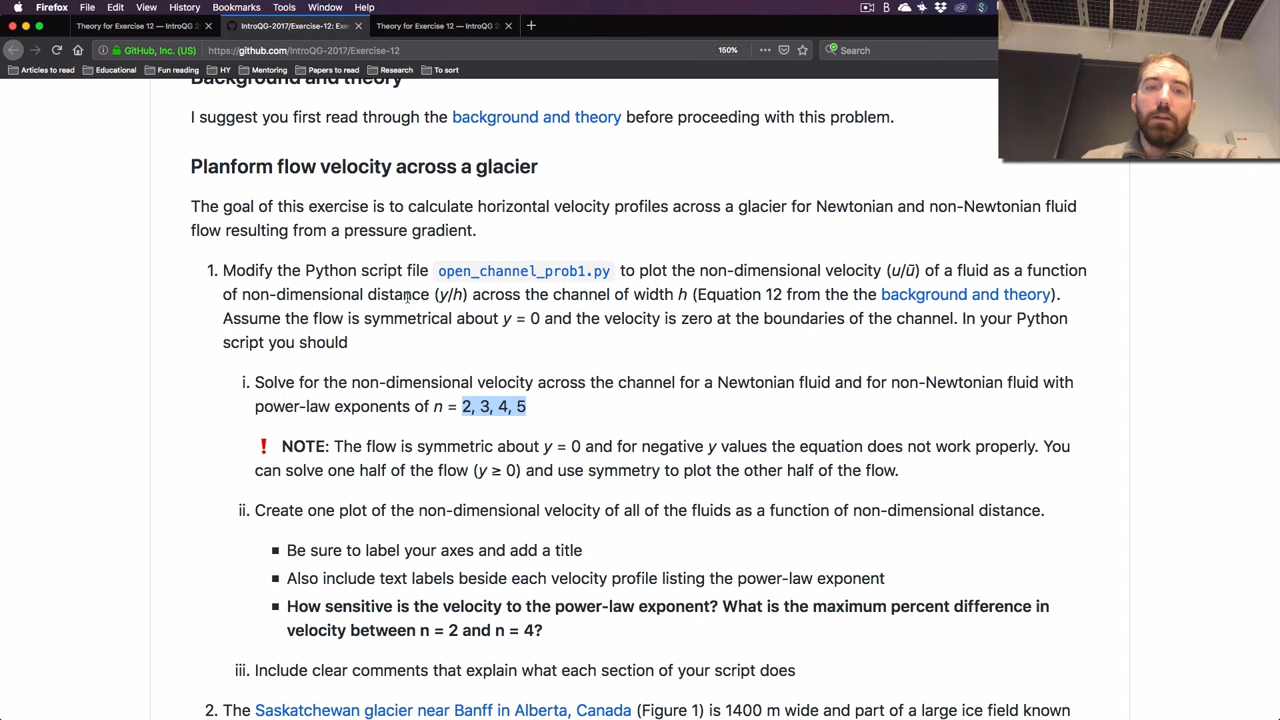 Firefox File Edit View History Bookmarks Tools Window Help
Theory for Exercise 12 — IntroQG 2
IntroQG-2017/Exercise-12: Exe
Theory for Exercise 12 — IntroQG 2
GitHub, Inc. (US) https://github.com/IntroQG-2017/Exercise-12 150% Search
Articles to read Educational Fun reading HY Mentoring Papers to read Research To sort
Background and theory
I suggest you first read through the background and theory before proceeding with this problem.
Planform flow velocity across a glacier
The goal of this exercise is to calculate horizontal velocity profiles across a glacier for Newtonian and non-Newtonian fluid
flow resulting from a pressure gradient.
1. Modify the Python script file open_channel_prob1.py to plot the non-dimensional velocity (u/ū) of a fluid as a function
of non-dimensional distance (y/h) across the channel of width h (Equation 12 from the the background and theory).
Assume the flow is symmetrical about y = 0 and the velocity is zero at the boundaries of the channel. In your Python
script you should
i. Solve for the non-dimensional velocity across the channel for a Newtonian fluid and for non-Newtonian fluid with
power-law exponents of n = 2, 3, 4, 5
❗ NOTE: The flow is symmetric about y = 0 and for negative y values the equation does not work properly. You
can solve one half of the flow (y ≥ 0) and use symmetry to plot the other half of the flow.
ii. Create one plot of the non-dimensional velocity of all of the fluids as a function of non-dimensional distance.
▪ Be sure to label your axes and add a title
▪ Also include text labels beside each velocity profile listing the power-law exponent
▪ How sensitive is the velocity to the power-law exponent? What is the maximum percent difference in
velocity between n = 2 and n = 4?
iii. Include clear comments that explain what each section of your script does
2. The Saskatchewan glacier near Banff in Alberta, Canada (Figure 1) is 1400 m wide and part of a large ice field known